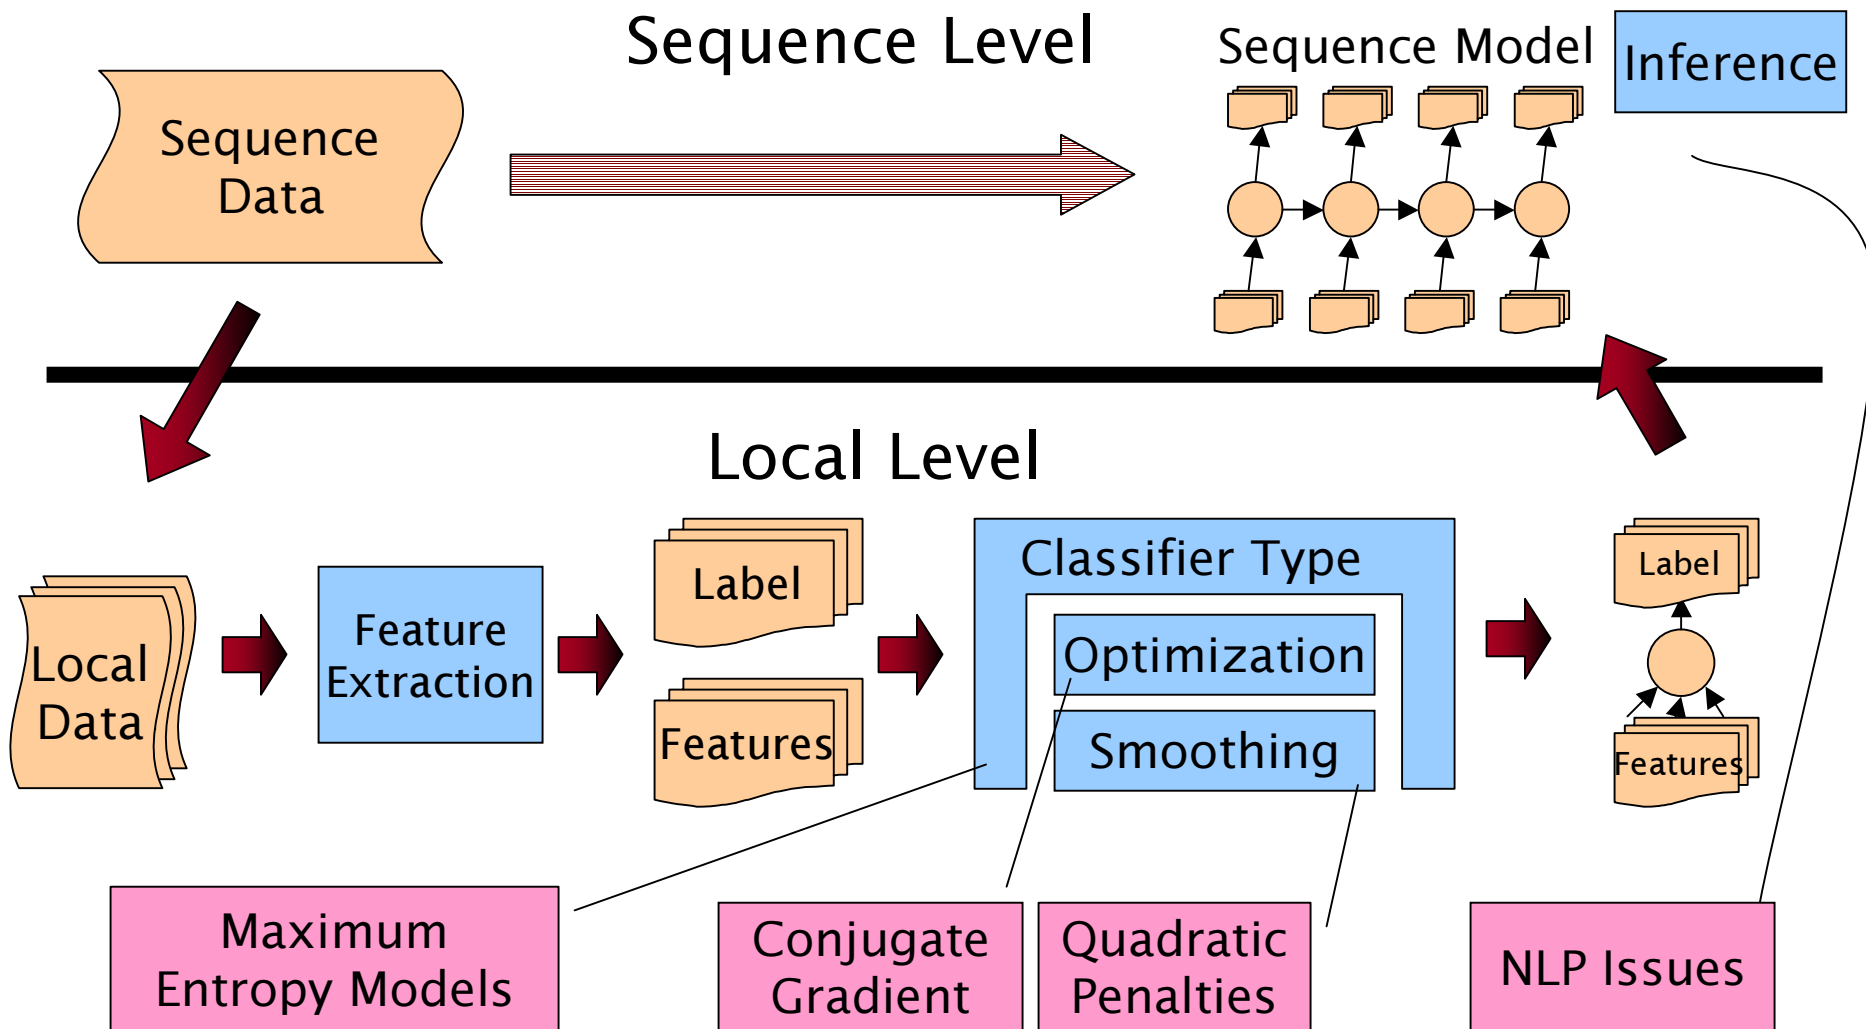 Sequence Level
Sequence Model
Inference
Sequence
Data
Local Level
Local
Data
Feature
Extraction
Label
Features
Classifier Type
Optimization
Smoothing
Label
Features
Maximum
Entropy Models
Conjugate
Gradient
Quadratic
Penalties
NLP Issues